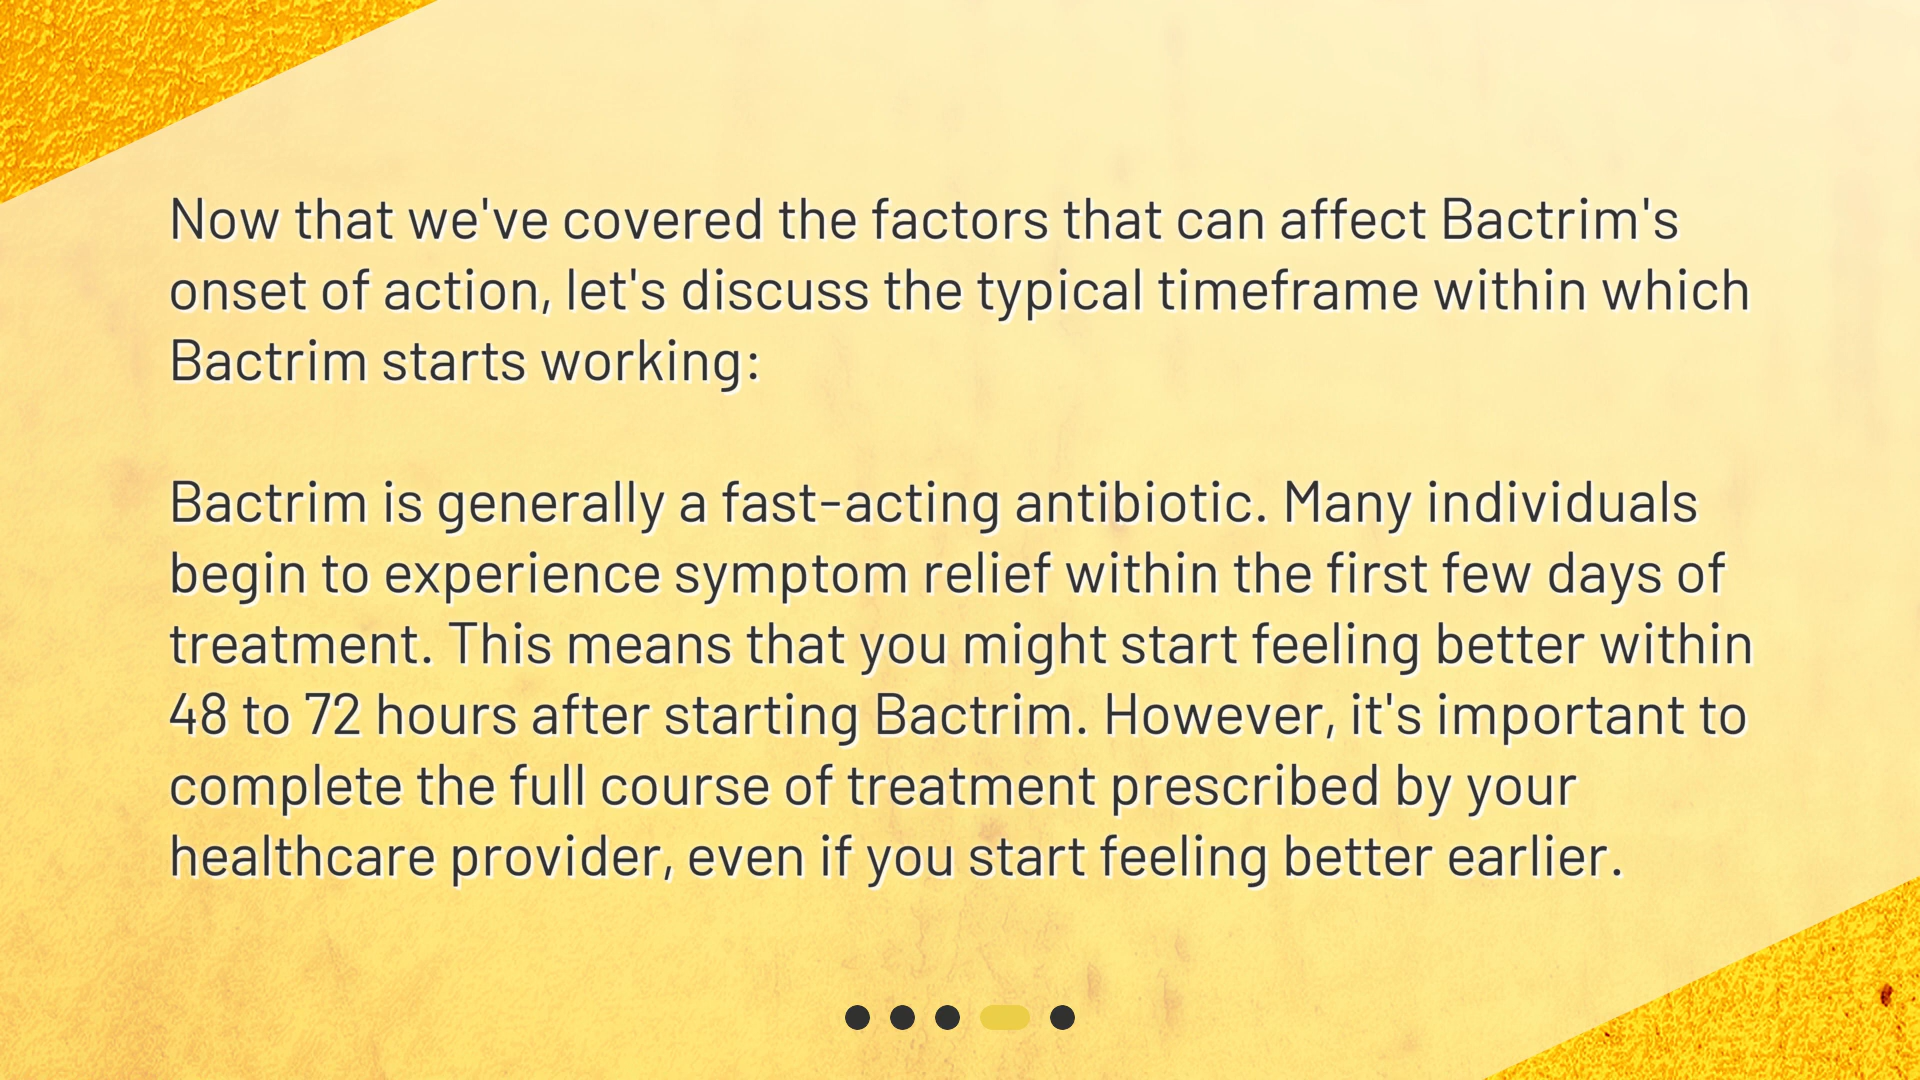 Now that we've covered the factors that can affect Bactrim's
onset of action, let's discuss the typical timeframe within which
Bactrim starts working:
Bactrim is generally a fast-acting antibiotic. Many individuals
begin to experience symptom relief within the first few days of
treatment. This means that you might start feeling better within
48 to 72 hours after starting Bactrim. However, it's important to
complete the full course of treatment prescribed by your
healthcare provider, even if you start feeling better earlier.